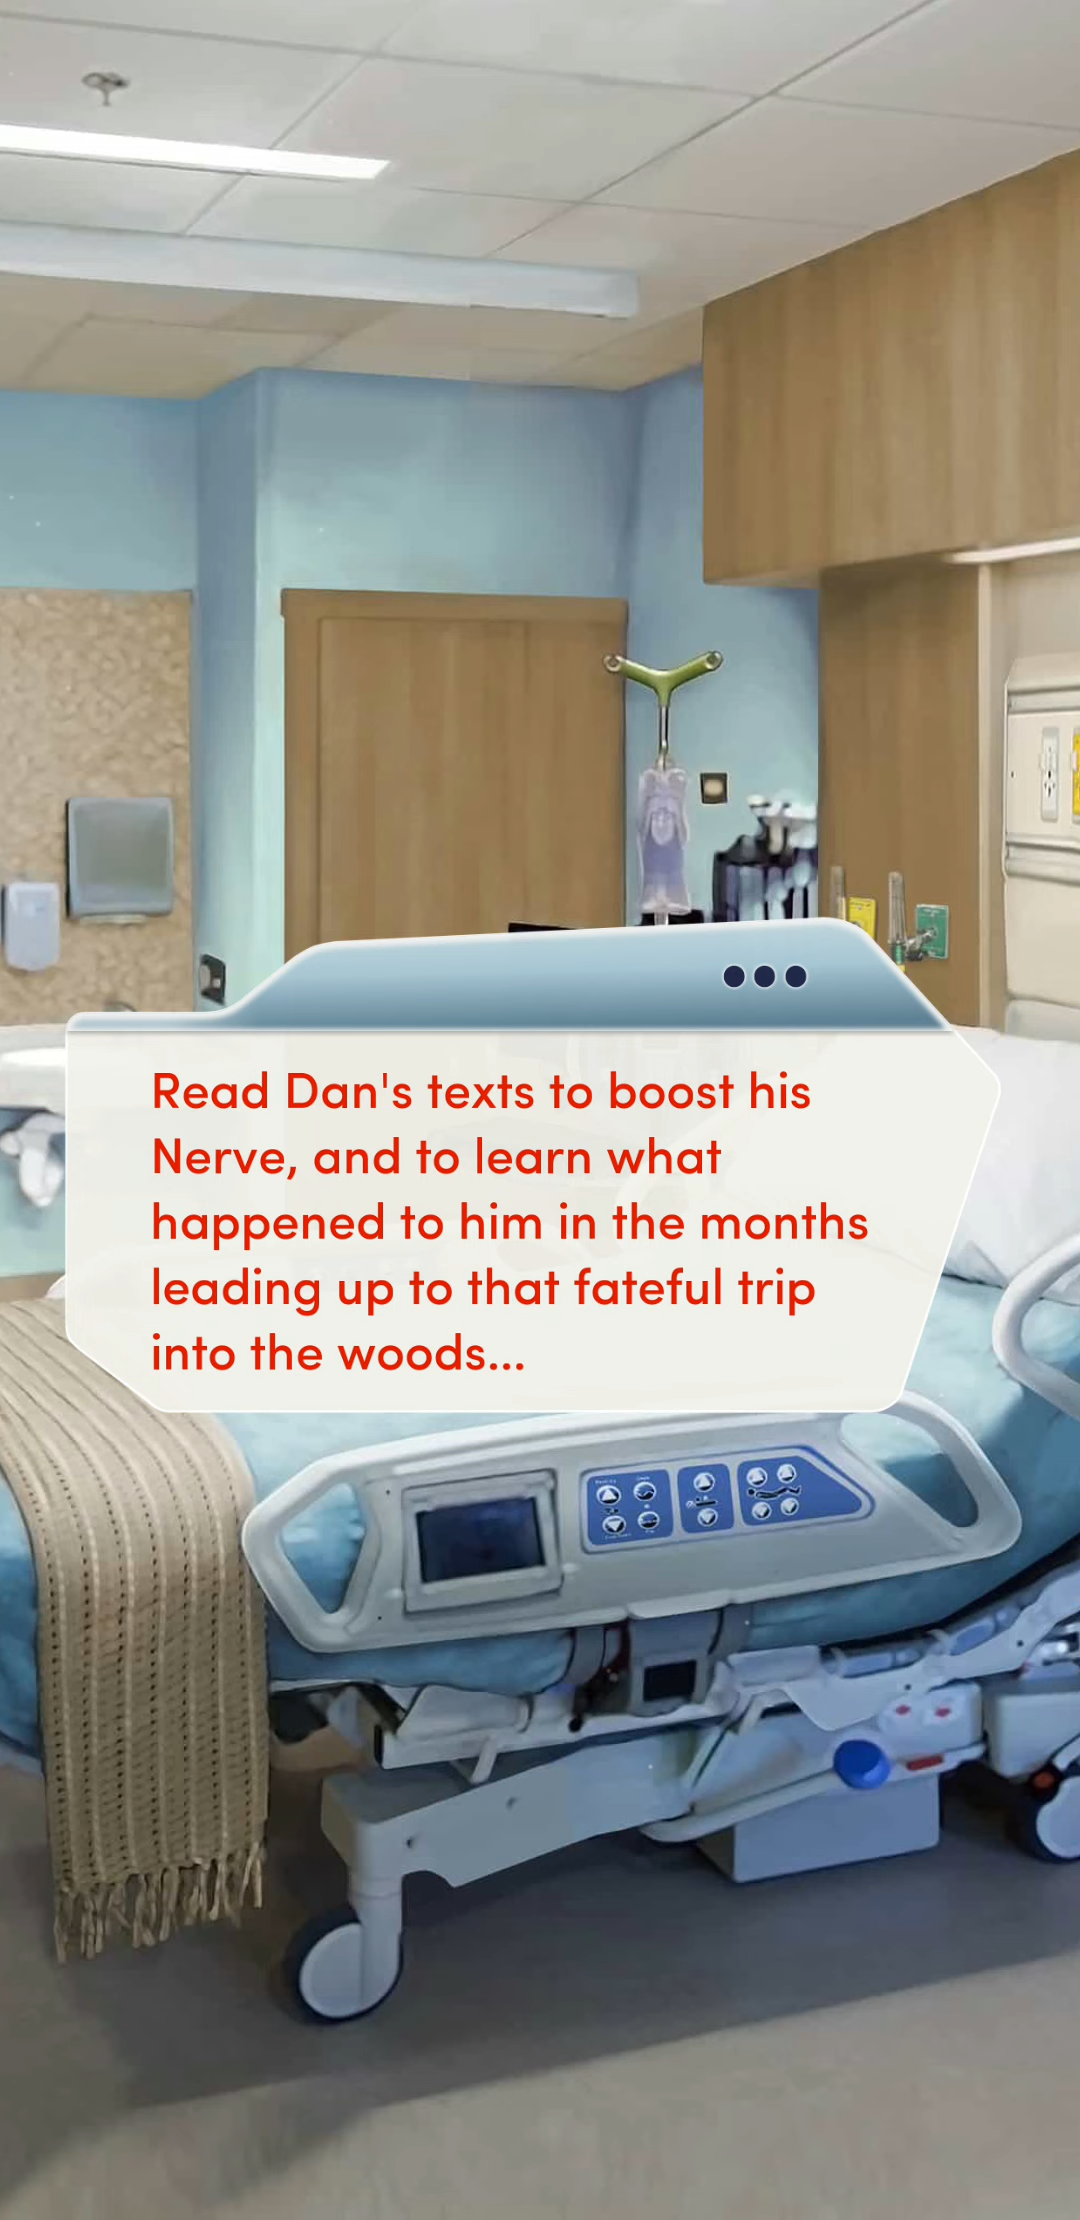 Read Dan's texts to boost his
Nerve, and to learn what
happened to him in the months
leading up to that fateful trip
into the woods...